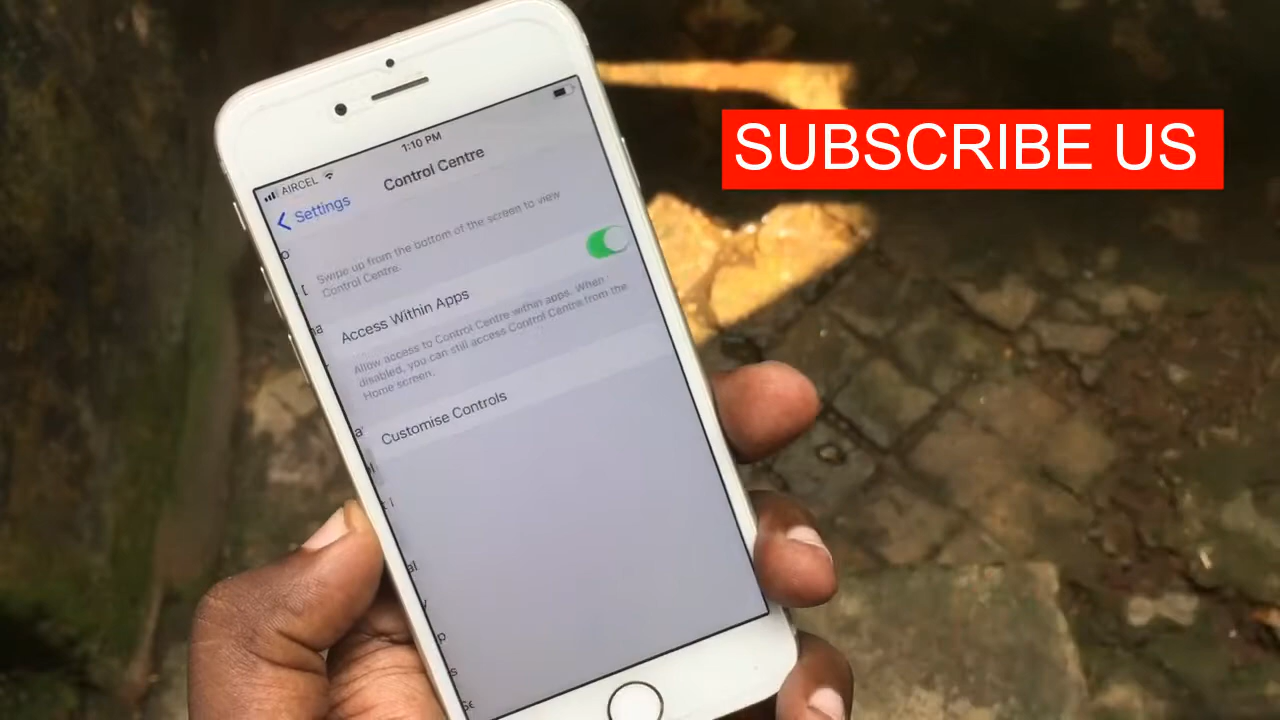 SUBSCRIBE US
1:10 PM
AIRCEL
Control Centre
Settings
Swipe up from the bottom of the screen to view
Control Centre.
Access Within Apps
Allow access to Control Centre within apps. When
disabled, you can still access Control Centre from the
Home screen.
Customise Controls